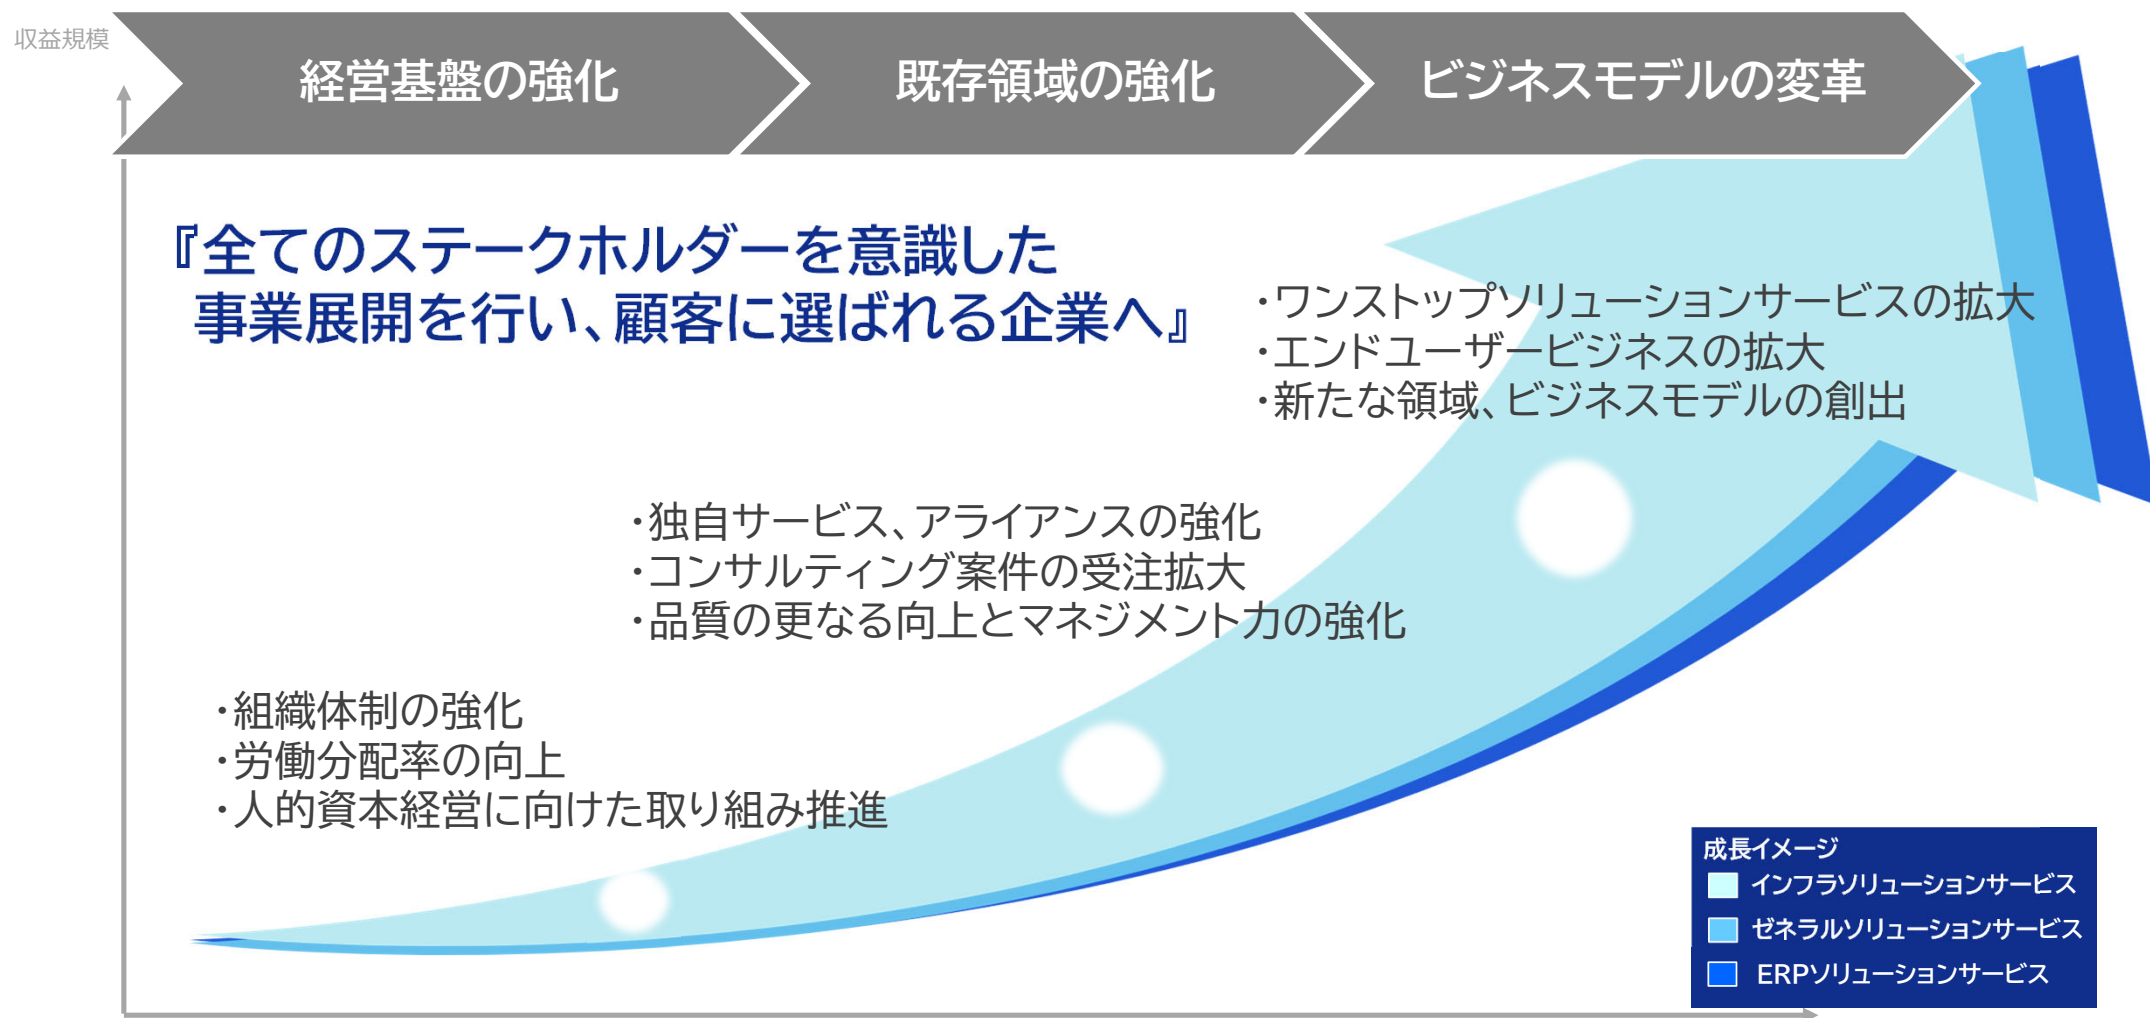 収益規模
経営基盤の強化
既存領域の強化
ビジネスモデルの変革
『全てのステークホルダーを意識した
事業展開を行い、顧客に選ばれる企業へ』
・ワンストップソリューションサービスの拡大
・エンドユーザービジネスの拡大
・新たな領域、ビジネスモデルの創出
・独自サービス、アライアンスの強化
・コンサルティング案件の受注拡大
・品質の更なる向上とマネジメント力の強化
・組織体制の強化
・労働分配率の向上
・人的資本経営に向けた取り組み推進
成長イメージ
インフラソリューションサービス
ゼネラルソリューションサービス
ERPソリューションサービス